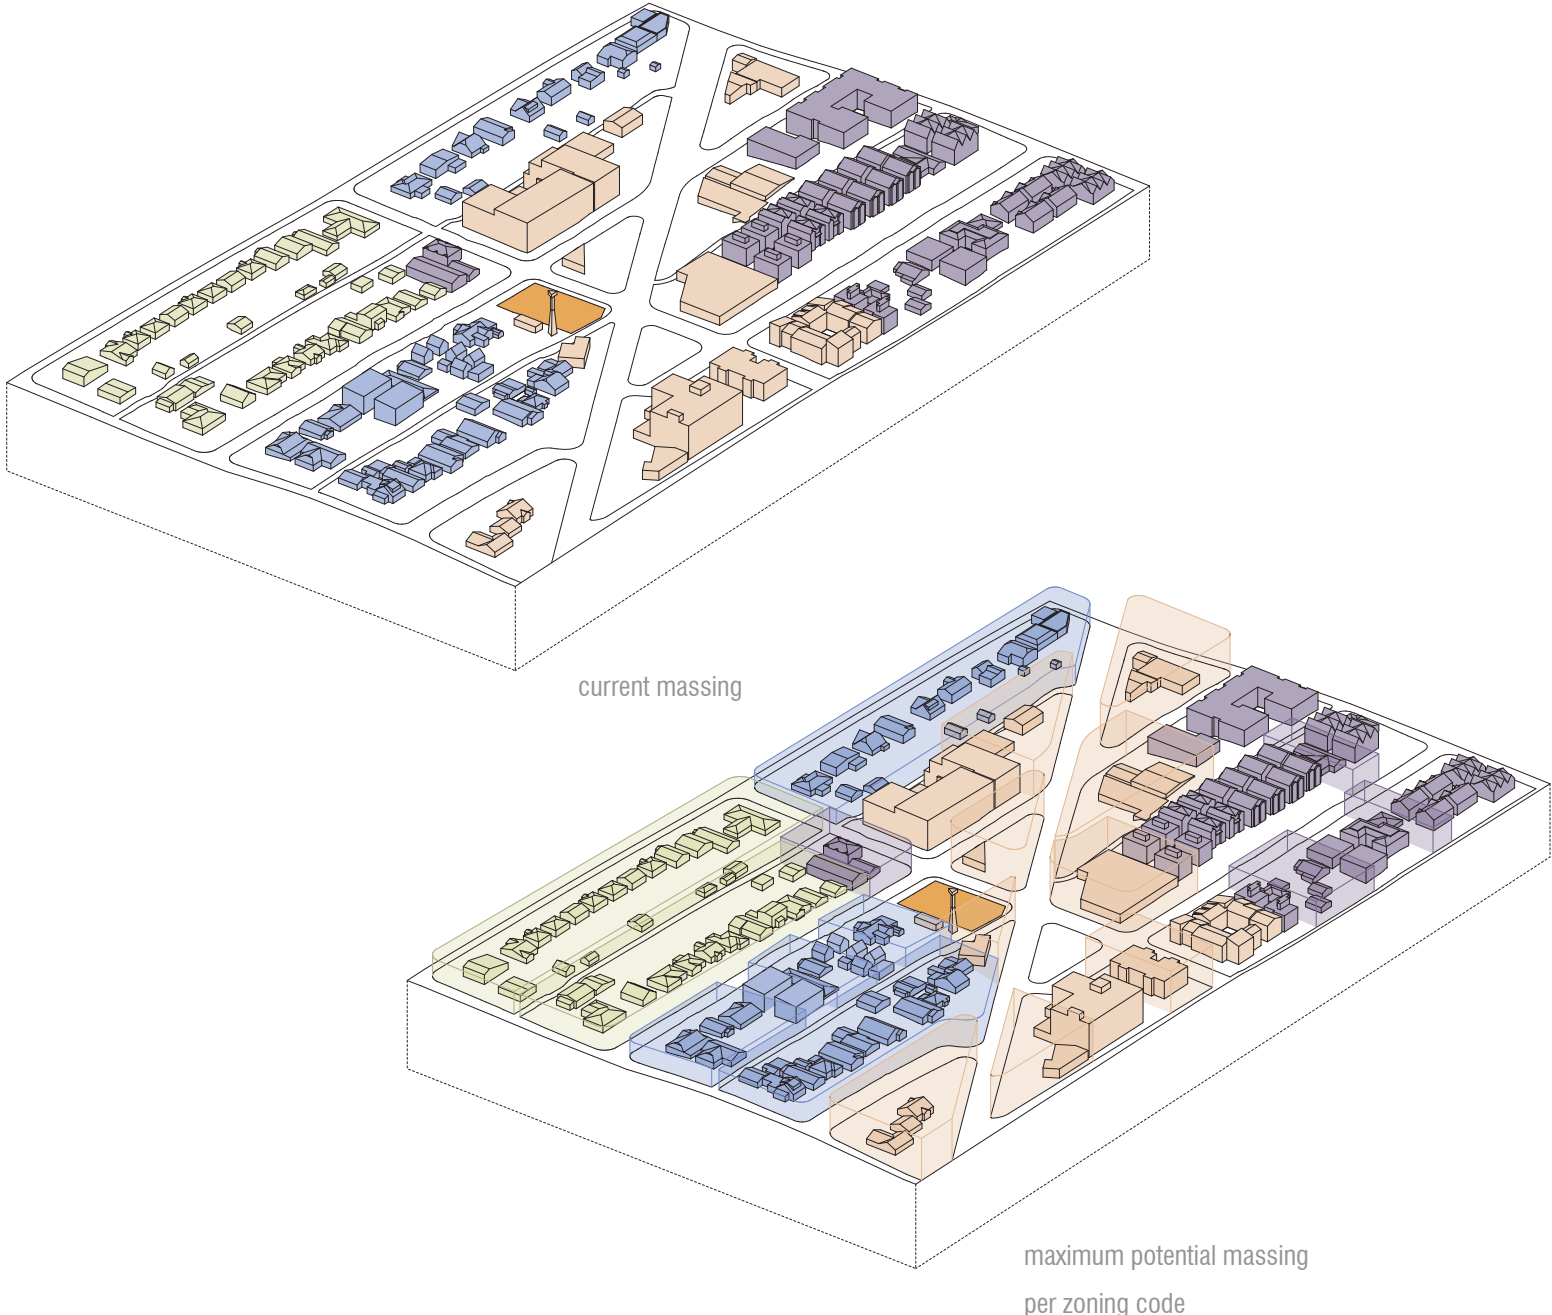 current massing
maximum potential massing
per zoning code